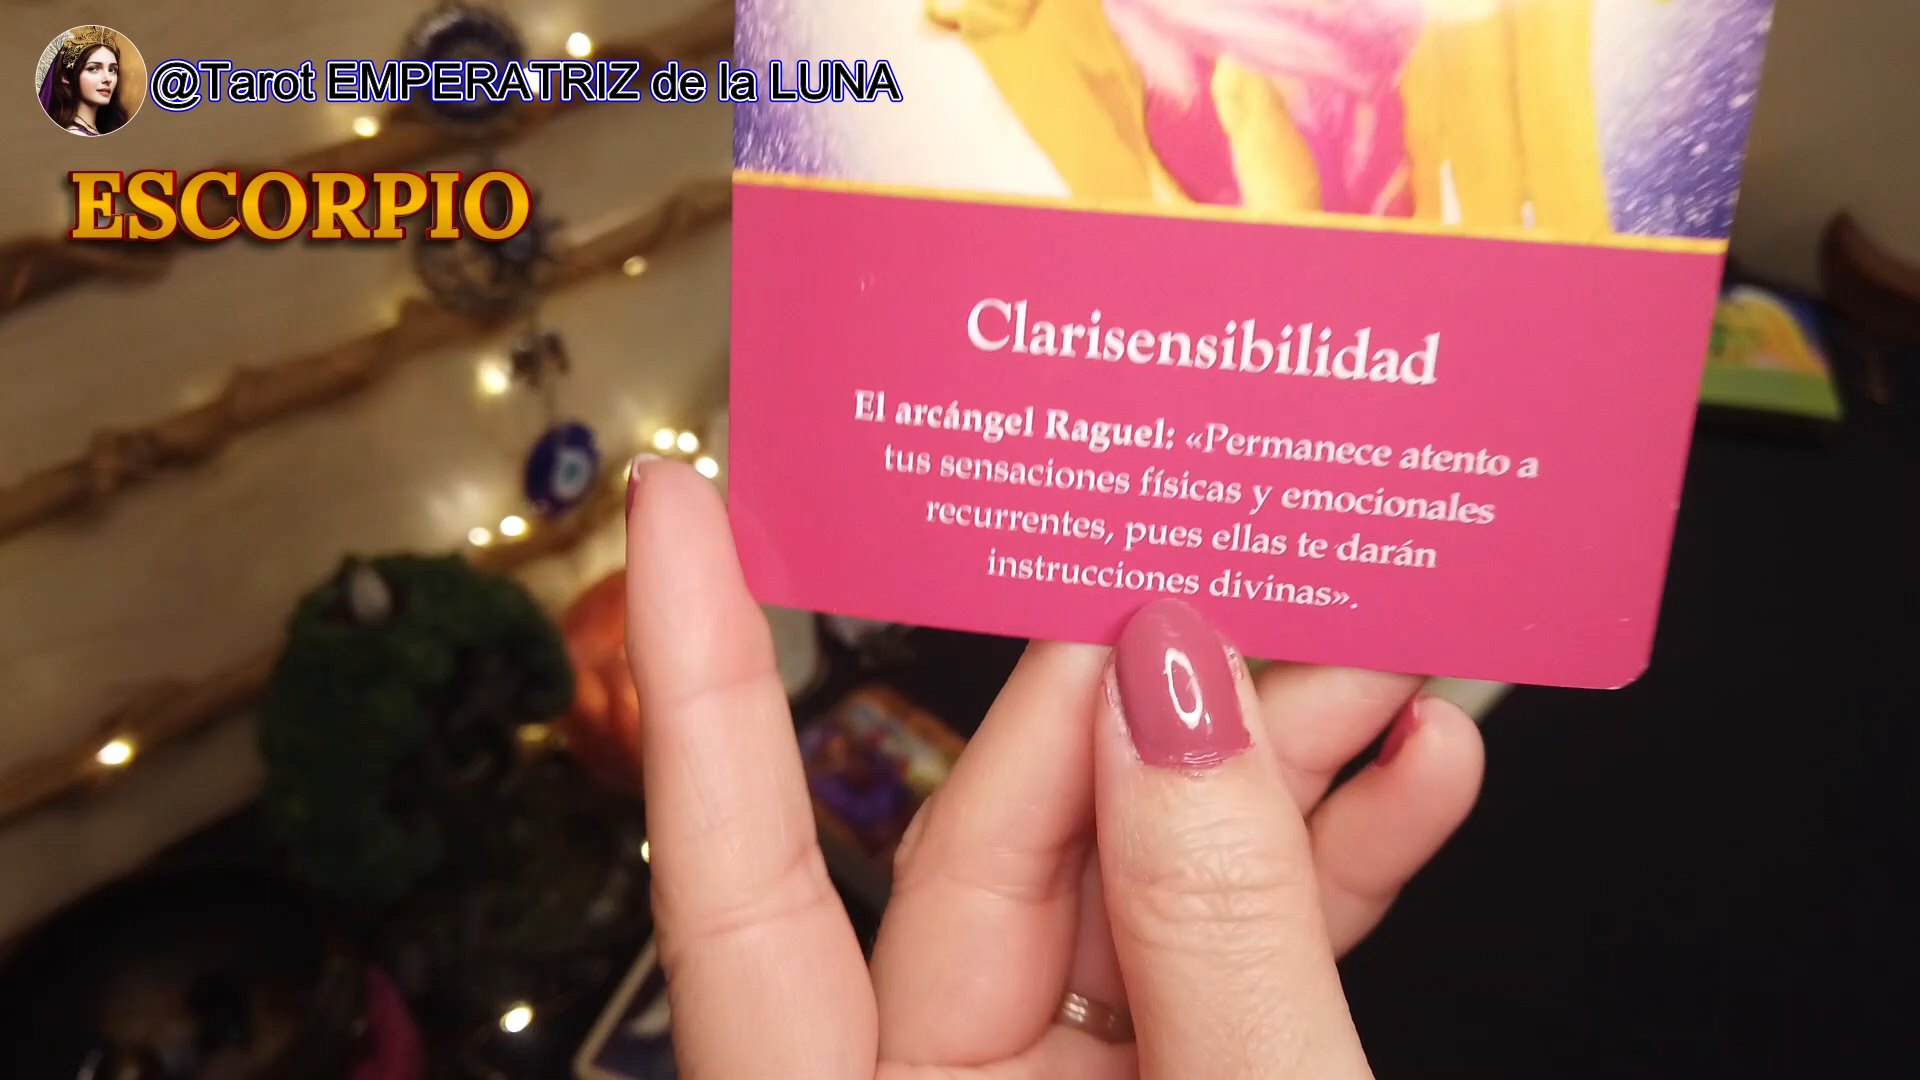 @Tarot EMPERATRIZ de la LUNA
ESCORPIO
Clarisensibilidad
El arcángel Raguel: «Permanece atento a
tus sensaciones físicas y emocionales
recurrentes, pues ellas te darán
instrucciones divinas».